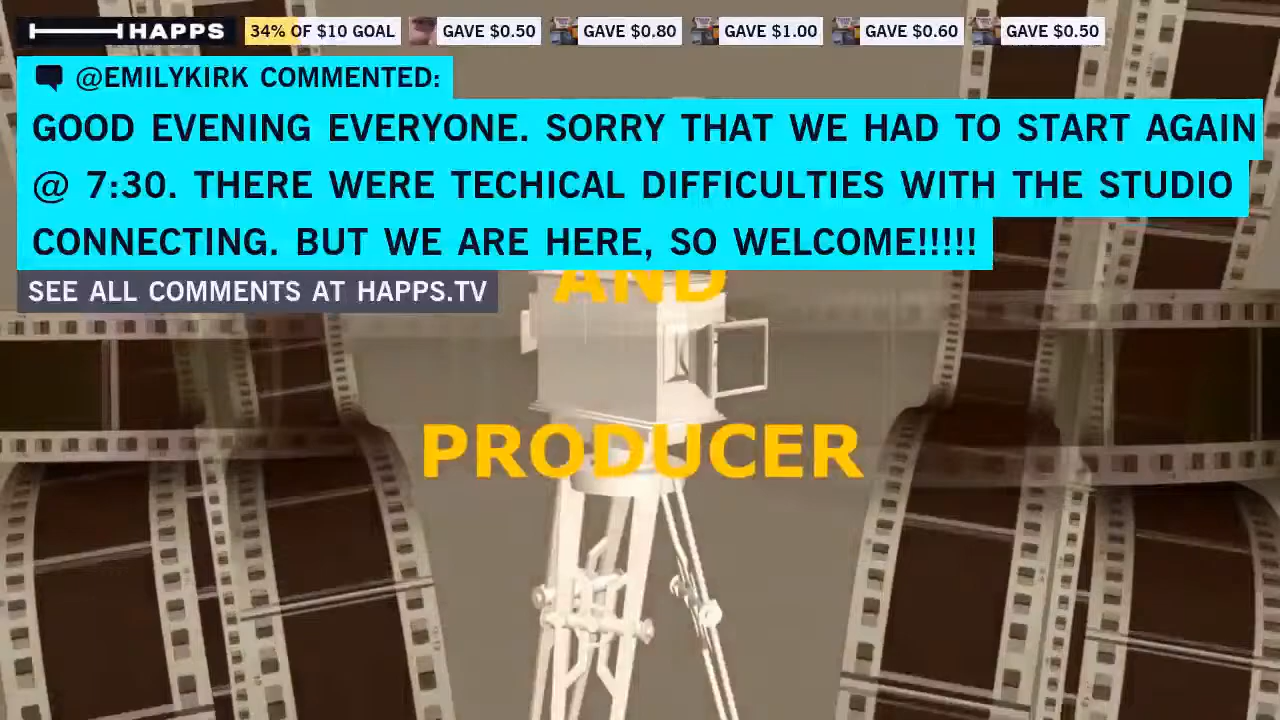 HAPPS 34% OF $10 GOAL GAVE $0.50 GAVE $0.80 GAVE $1.00 GAVE $0.60 GAVE $0.50
@EMILYKIRK COMMENTED:
GOOD EVENING EVERYONE. SORRY THAT WE HAD TO START AGAIN
@ 7:30. THERE WERE TECHICAL DIFFICULTIES WITH THE STUDIO
CONNECTING. BUT WE ARE HERE, SO WELCOME!!!!!
SEE ALL COMMENTS AT HAPPS.TV
AND
PRODUCER